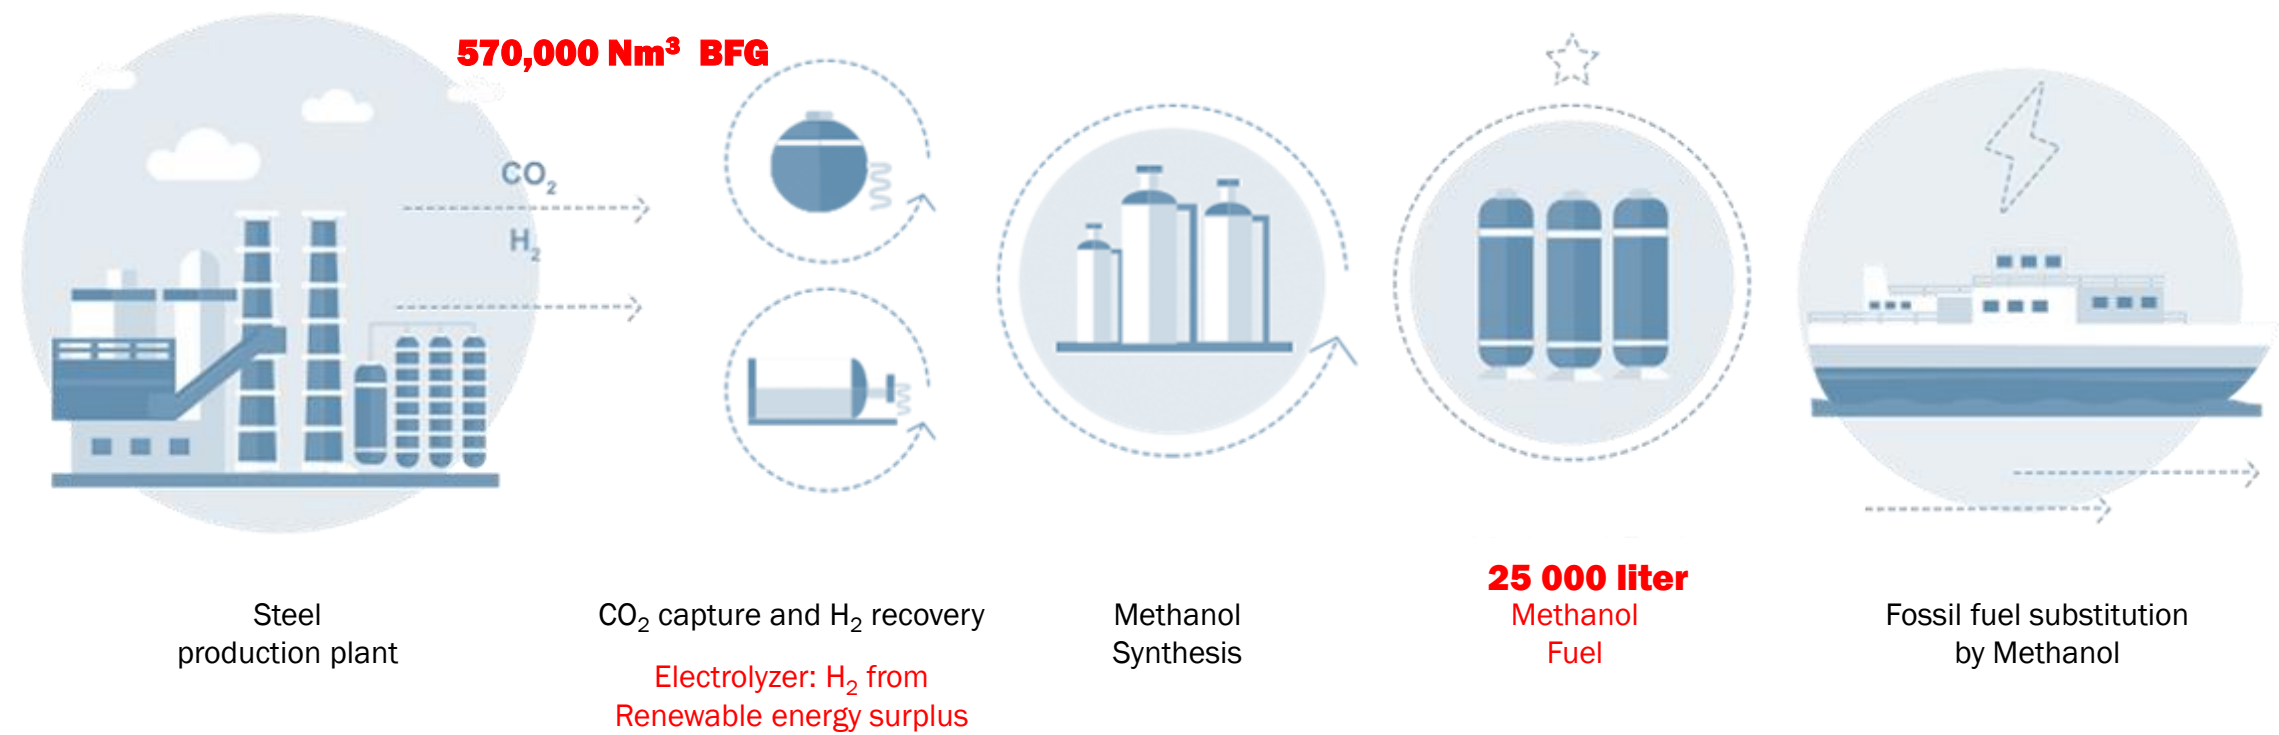 570,000 Nm³ BFG
CO₂
H₂
Steel
production plant
CO₂ capture and H₂ recovery
Electrolyzer: H₂ from
Renewable energy surplus
Methanol
Synthesis
25 000 liter
Methanol
Fuel
Fossil fuel substitution
by Methanol